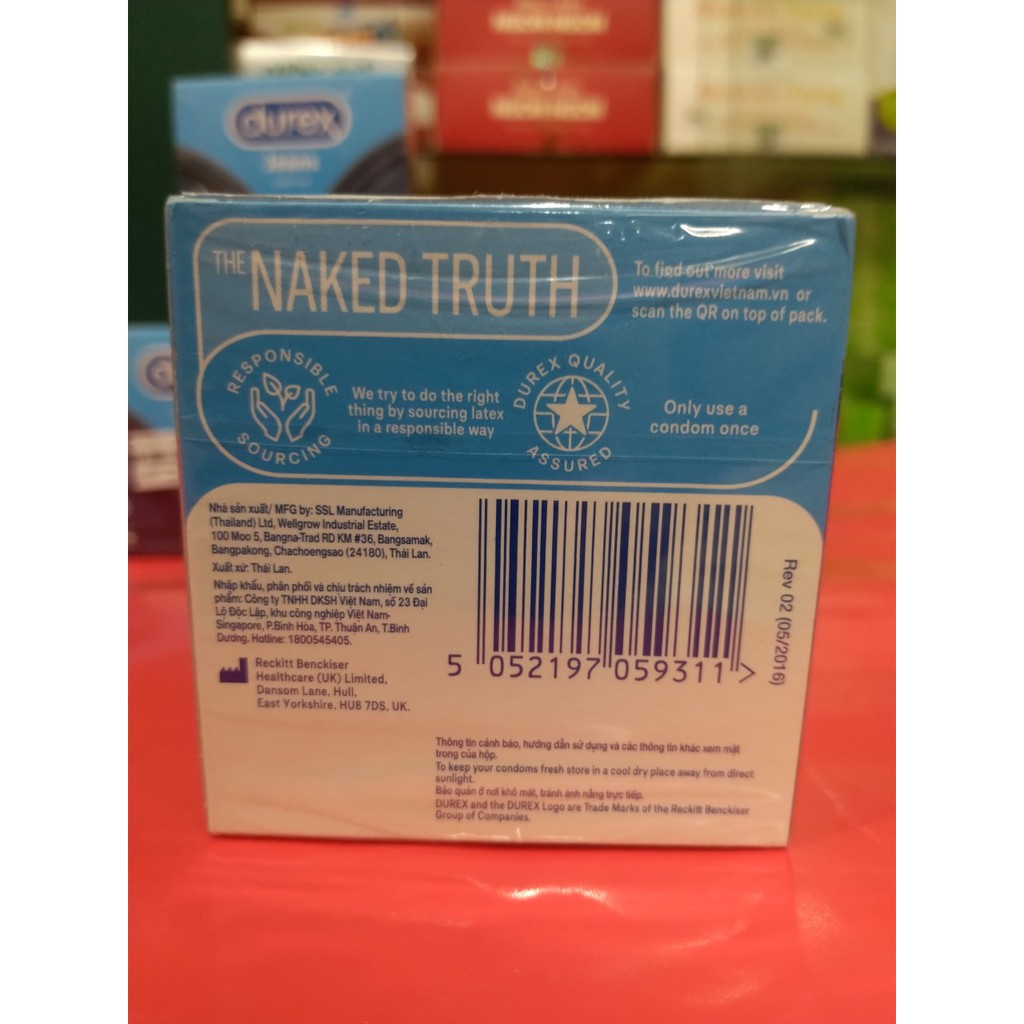 durex
THE NAKED TRUTH
To find out more visit
www.durexvietnam.vn or
scan the QR on top of pack.
RESPONSIBLE
SOURCING
We try to do the right
thing by sourcing latex
in a responsible way
DUREX QUALITY
ASSURED
Only use a
condom once
Nhà sản xuất/ MFG by: SSL Manufacturing
(Thailand) Ltd, Wellgrow Industrial Estate,
100 Moo 5, Bangna-Trad RD KM #36, Bangsamak,
Bangpakong, Chachoengsao (24180), Thái Lan.
Xuất xứ: Thái Lan.
Nhập khẩu, phân phối và chịu trách nhiệm về sản
phẩm: Công ty TNHH DKSH Việt Nam, số 23 Đại
Lộ Độc Lập, khu công nghiệp Việt Nam-
Singapore, P.Bình Hòa, TP. Thuận An, T.Bình
Dương. Hotline: 1800545405.
Reckitt Benckiser
Healthcare (UK) Limited,
Dansom Lane, Hull,
East Yorkshire. HU8 7DS, UK.
5 052197 059311 >
Rev 02 (05/2016)
Thông tin cảnh báo, hướng dẫn sử dụng và các thông tin khác xem mặt
trong của hộp.
To keep your condoms fresh store in a cool dry place away from direct
sunlight.
Bảo quản ở nơi khô mát, tránh ánh nắng trực tiếp.
DUREX and the DUREX Logo are Trade Marks of the Reckitt Benckiser
Group of Companies.